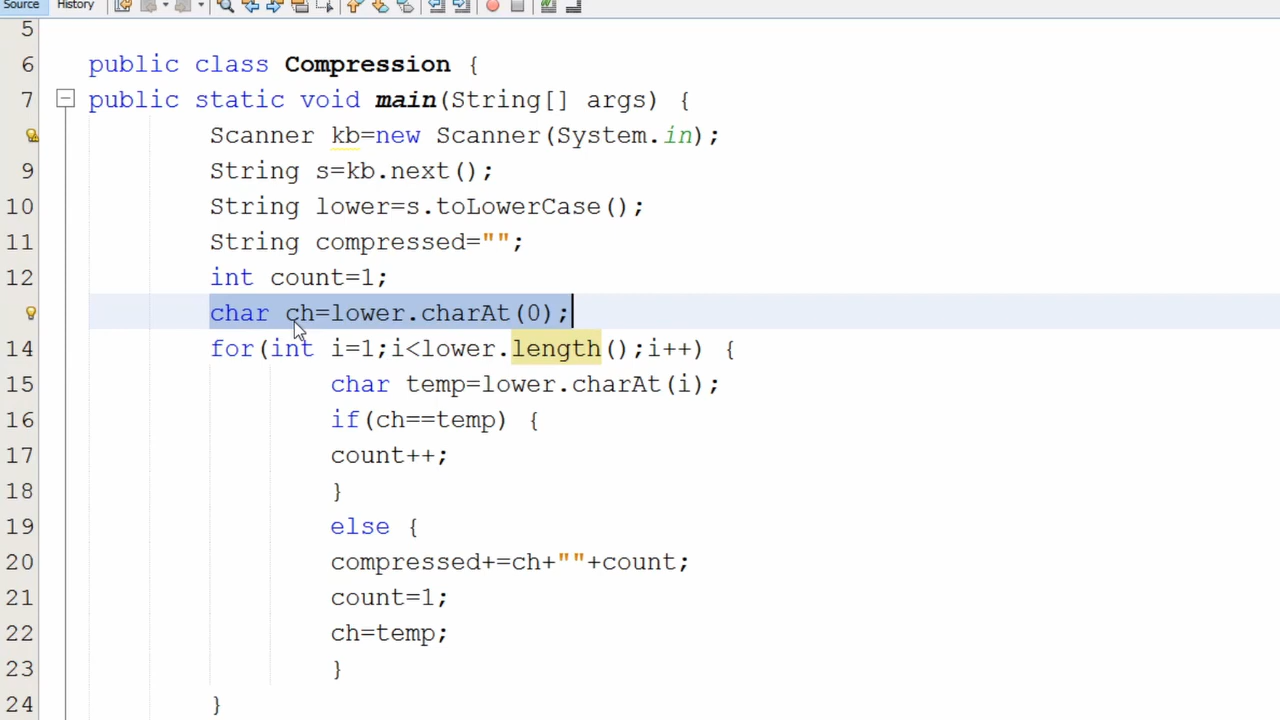 Source History
5
6 public class Compression {
7 public static void main(String[] args) {
Scanner kb=new Scanner(System.in);
9 String s=kb.next();
10 String lower=s.toLowerCase();
11 String compressed="";
12 int count=1;
char ch=lower.charAt(0);
14 for(int i=1;i<lower.length();i++) {
15 char temp=lower.charAt(i);
16 if(ch==temp) {
17 count++;
18 }
19 else {
20 compressed+=ch+""+count;
21 count=1;
22 ch=temp;
23 }
24 }